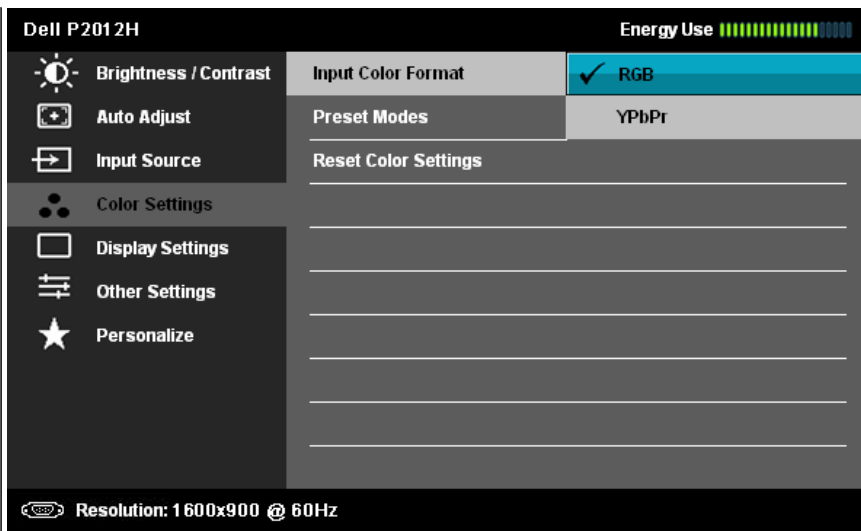 Dell P2012H Energy Use
Brightness / Contrast Input Color Format RGB
Auto Adjust Preset Modes YPbPr
Input Source Reset Color Settings
Color Settings
Display Settings
Other Settings
Personalize
Resolution: 1600x900 @ 60Hz